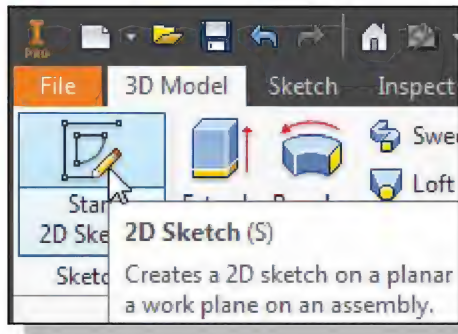 PRO
File 3D Model Sketch Inspect
Swee
Loft
Star
2D Ske
2D Sketch (S)
Sketc
Creates a 2D sketch on a planar
a work plane on an assembly.